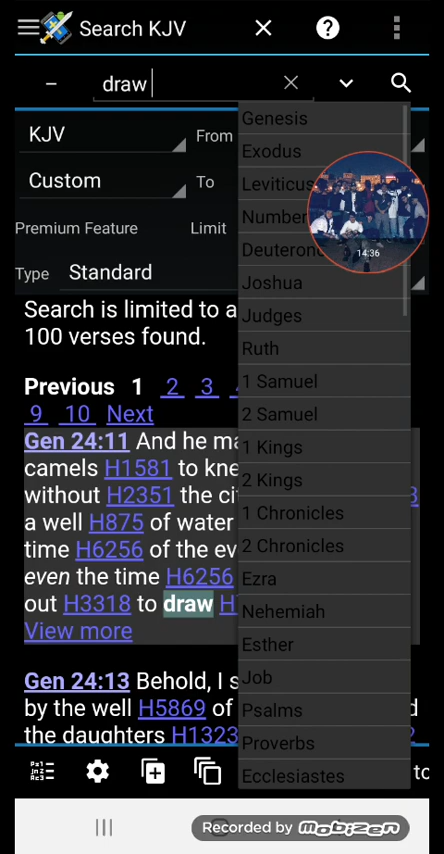 Search KJV
draw
KJV
From
Custom
To
Premium Feature
Limit
Type Standard
Search is limited to a
100 verses found.
Previous 1 2 3
9 10 Next
Gen 24:11 And he ma
camels H1581 to kne
without H2351 the ci
a well H875 of water
time H6256 of the ev
even the time H6256
out H3318 to draw H
View more
Gen 24:13 Behold, I s
by the well H5869 of
the daughters H1323
Genesis
Exodus
Leviticus
Number
Deuteron
Joshua
Judges
Ruth
1 Samuel
2 Samuel
1 Kings
2 Kings
1 Chronicles
2 Chronicles
Ezra
Nehemiah
Esther
Job
Psalms
Proverbs
Ecclesiastes
14:36
Recorded by Mobizen